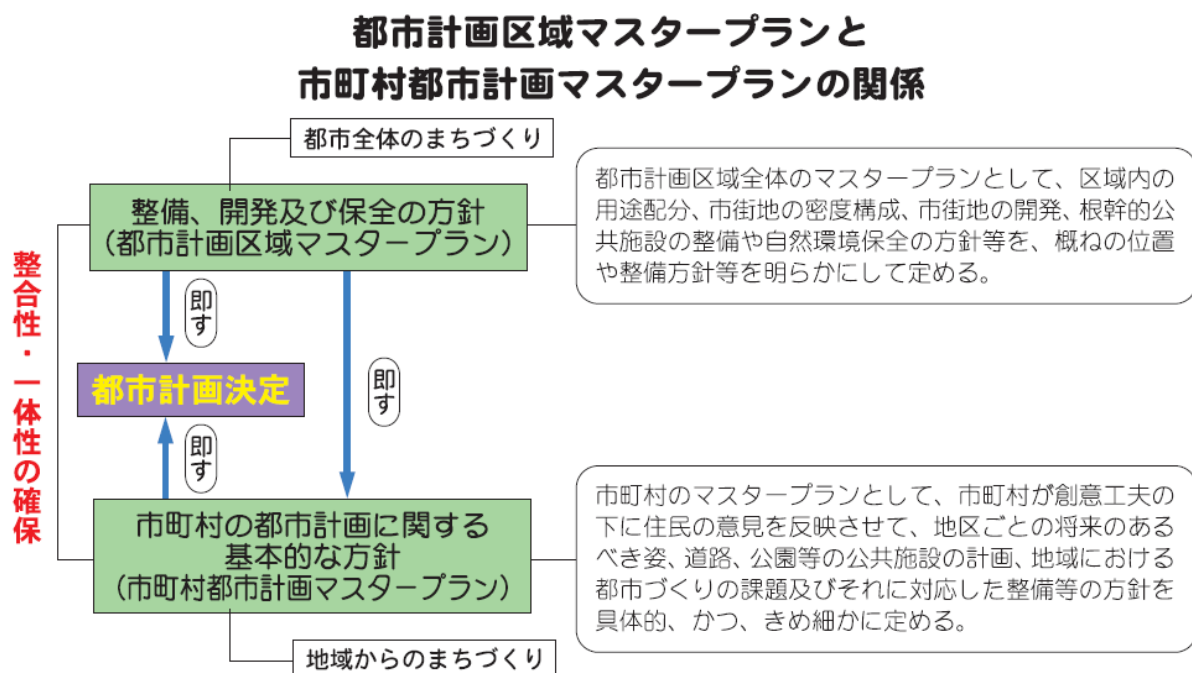 都市計画区域マスタープランと
市町村都市計画マスタープランの関係
都市全体のまちづくり
整備、開発及び保全の方針
(都市計画区域マスタープラン)
都市計画区域全体のマスタープランとして、区域内の
用途配分、市街地の密度構成、市街地の開発、根幹的公
共施設の整備や自然環境保全の方針等を、概ねの位置
や整備方針等を明らかにして定める。
整合性・一体性の確保
即す
都市計画決定
即す
即す
市町村の都市計画に関する
基本的な方針
(市町村都市計画マスタープラン)
市町村のマスタープランとして、市町村が創意工夫の
下に住民の意見を反映させて、地区ごとの将来のある
べき姿、道路、公園等の公共施設の計画、地域における
都市づくりの課題及びそれに対応した整備等の方針を
具体的、かつ、きめ細かに定める。
地域からのまちづくり